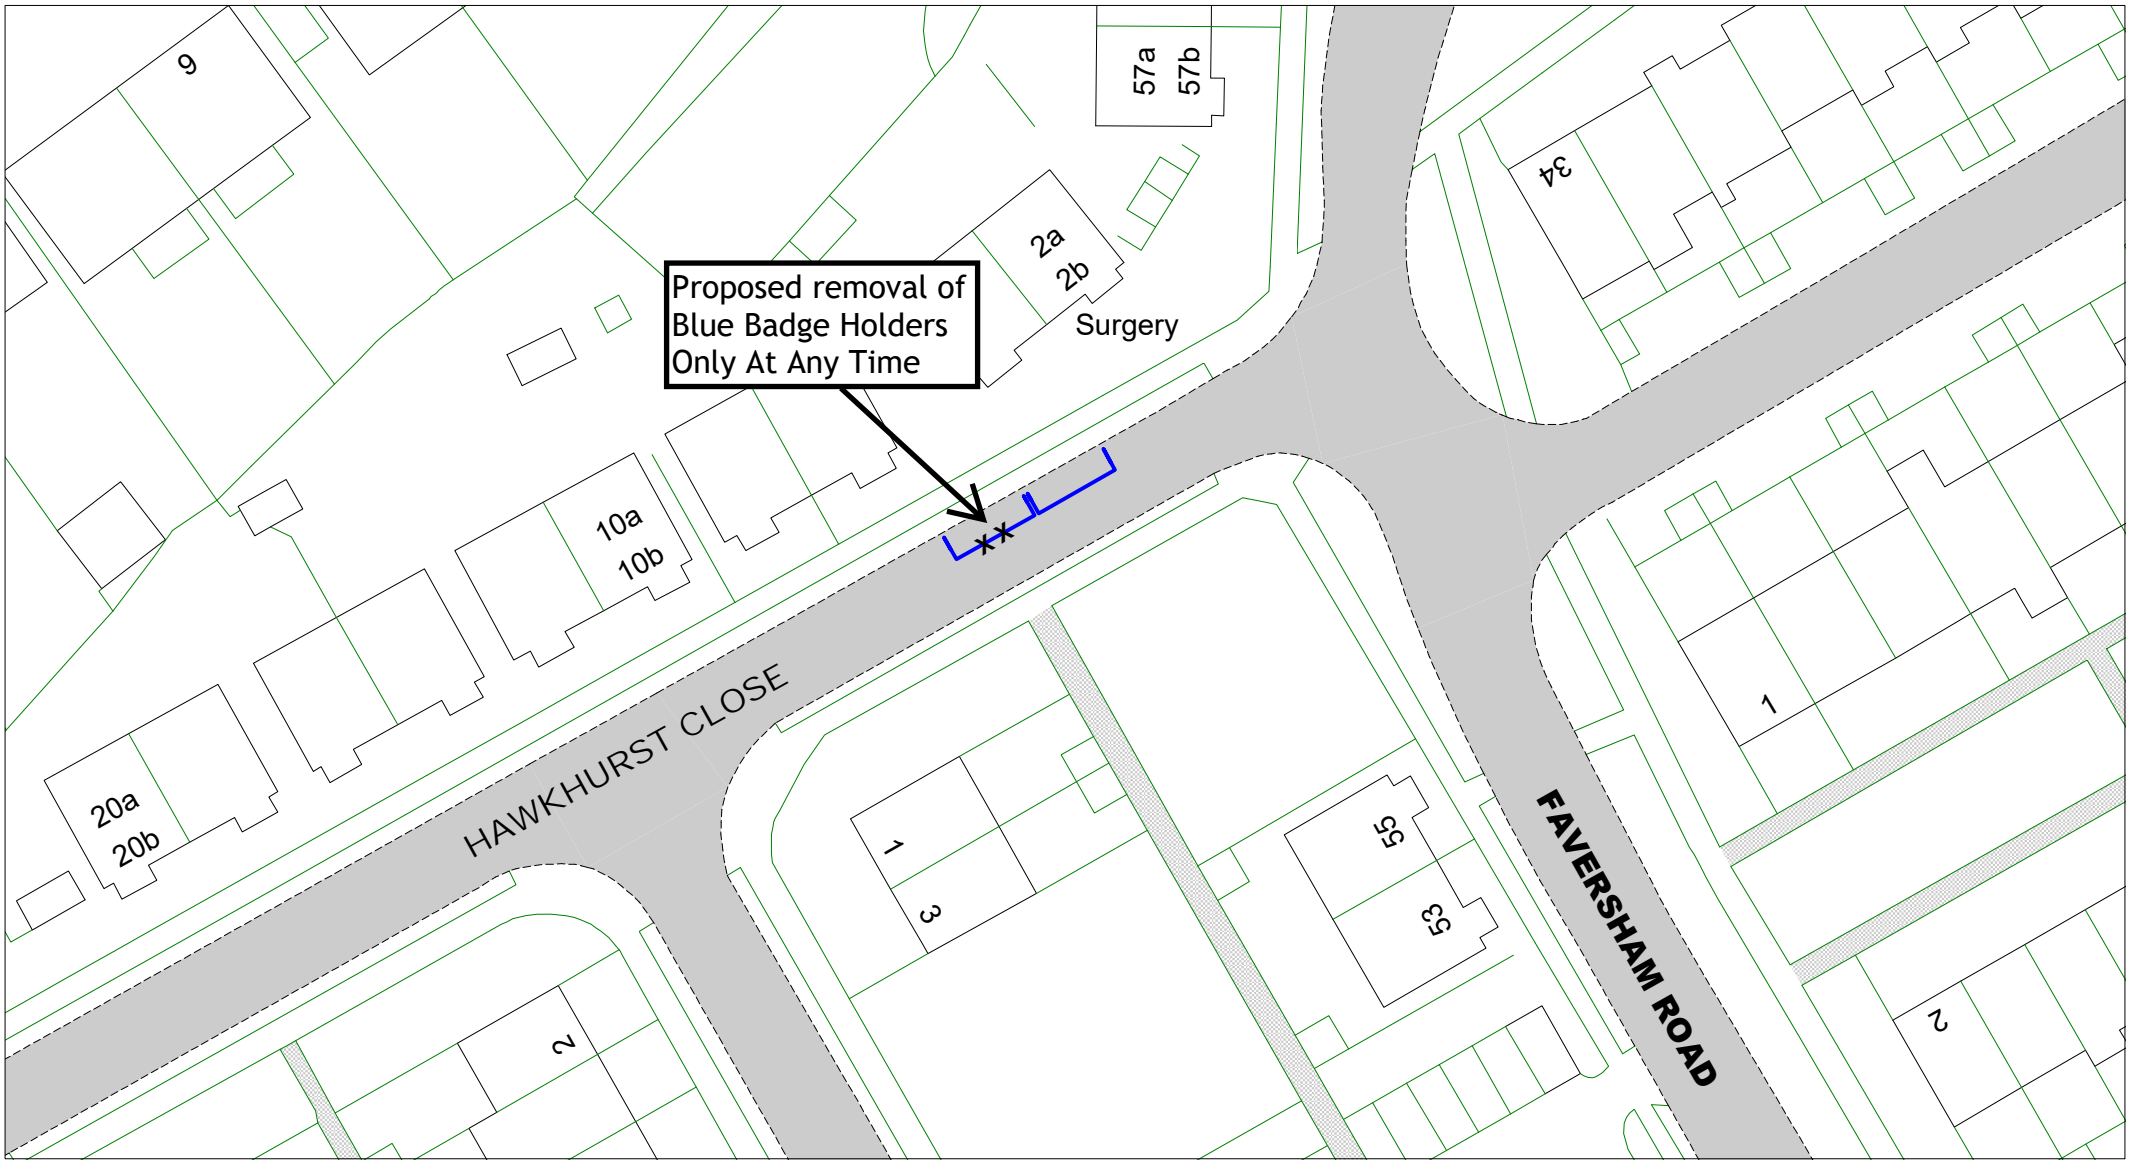 9
57a
57b
34
2a
2b
Surgery
Proposed removal of
Blue Badge Holders
Only At Any Time
10a
10b
x x
HAWKHURST CLOSE
20a
20b
1
3
55
53
1
FAVERSHAM ROAD
2
2